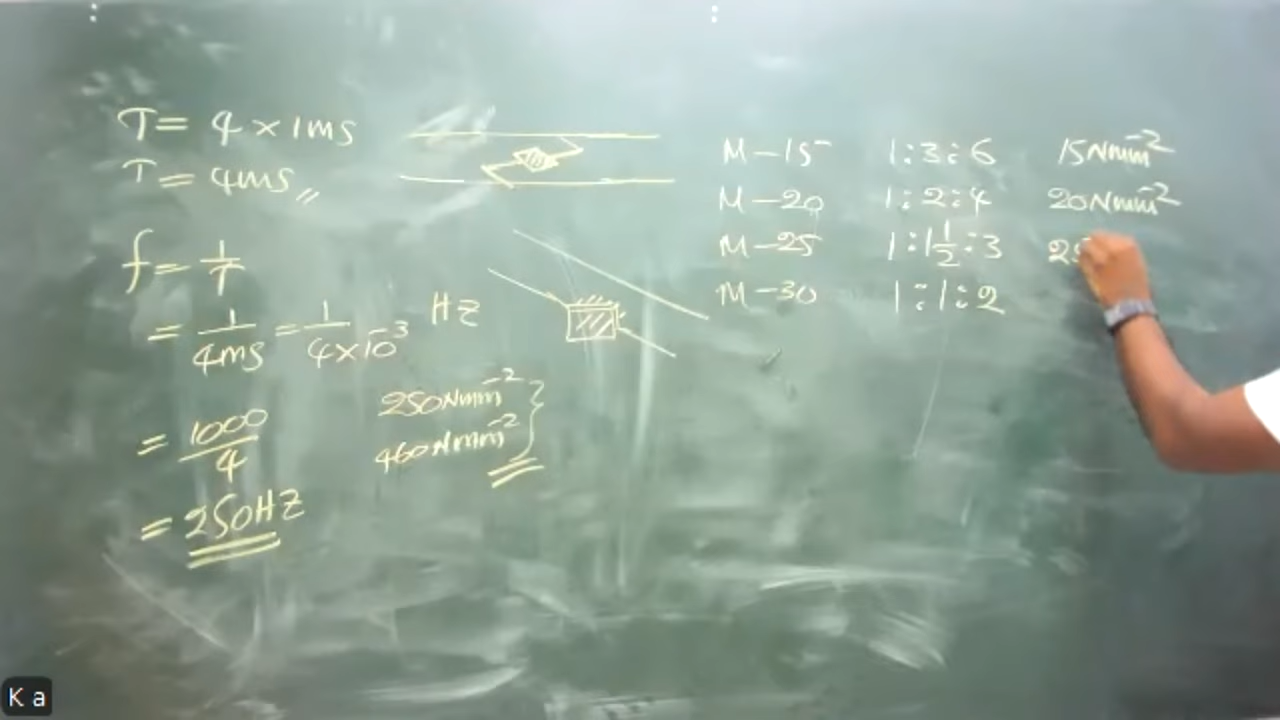 T = 4 × 1ms
T = 4ms
f = 1/T
= 1/4ms = 1/4×10⁻³ Hz
= 1000/4
= 250HZ
250Nmm⁻²
460Nmm⁻²
M - 15 1:3:6 15Nmm⁻²
M - 20 1:2:4 20Nmm⁻²
M - 25 1:1½:3 25
M - 30 1:1:2
K a